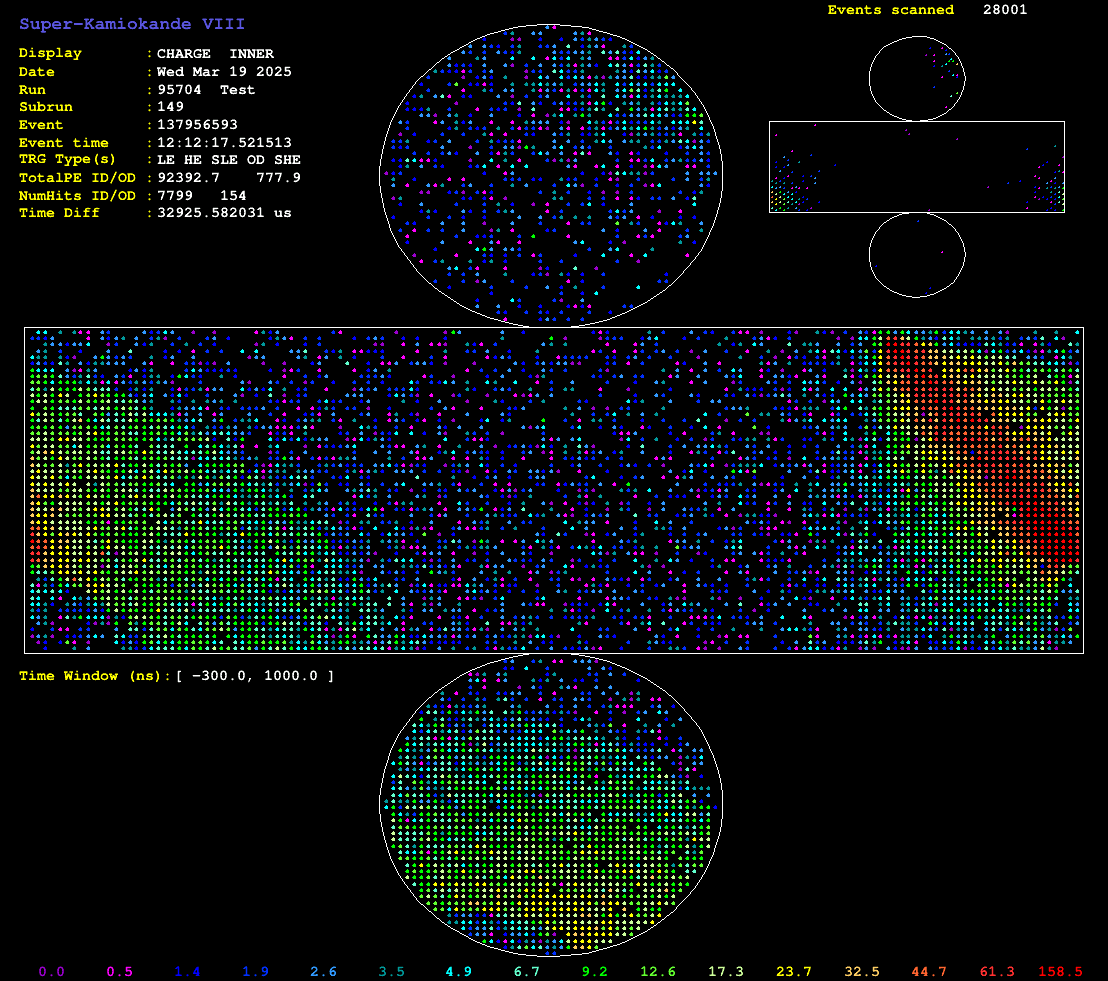 Events scanned 28001
Super-Kamiokande VIII
Display : CHARGE INNER
Date : Wed Mar 19 2025
Run : 95704 Test
Subrun : 149
Event : 137956593
Event time : 12:12:17.521513
TRG Type(s) : LE HE SLE OD SHE
TotalPE ID/OD : 92392.7 777.9
NumHits ID/OD : 7799 154
Time Diff : 32925.582031 us
Time Window (ns): [ -300.0, 1000.0 ]
0.0 0.5 1.4 1.9 2.6 3.5 4.9 6.7 9.2 12.6 17.3 23.7 32.5 44.7 61.3 158.5